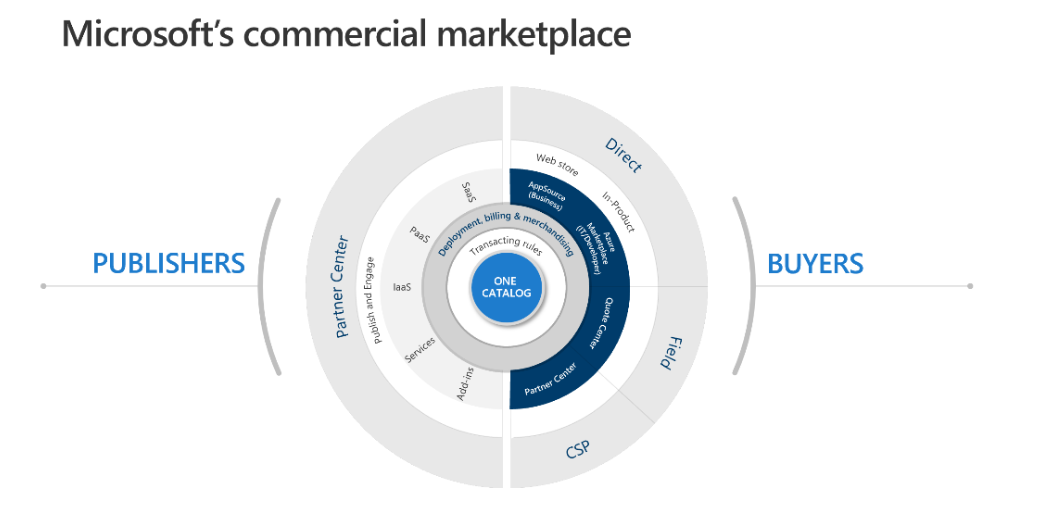 Microsoft's commercial marketplace
PUBLISHERS
Partner Center
Publish and Engage
SaaS
PaaS
IaaS
Services
Add-ins
Deployment, billing & merchandising
Transacting rules
ONE
CATALOG
AppSource
(Business)
Azure
Marketplace
(IT/Developer)
Quote Center
Partner Center
Web store
In-Product
Direct
Field
CSP
BUYERS